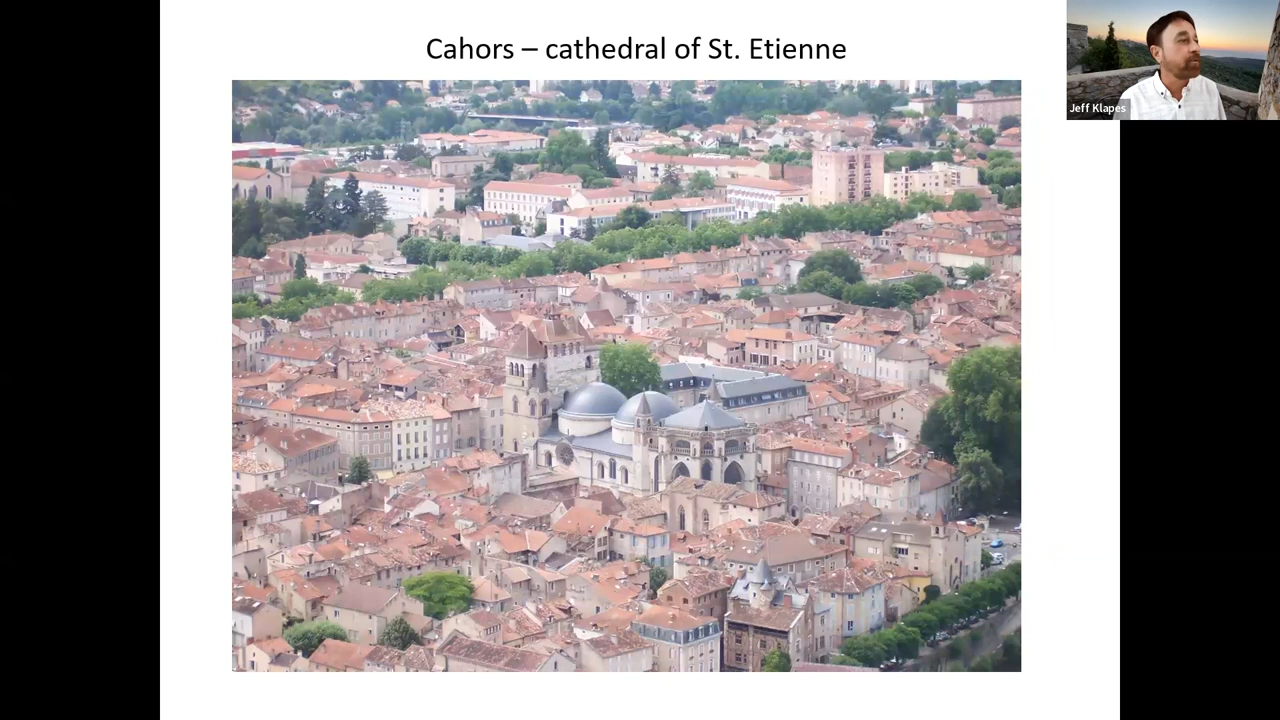 Cahors – cathedral of St. Etienne
Jeff Klapes